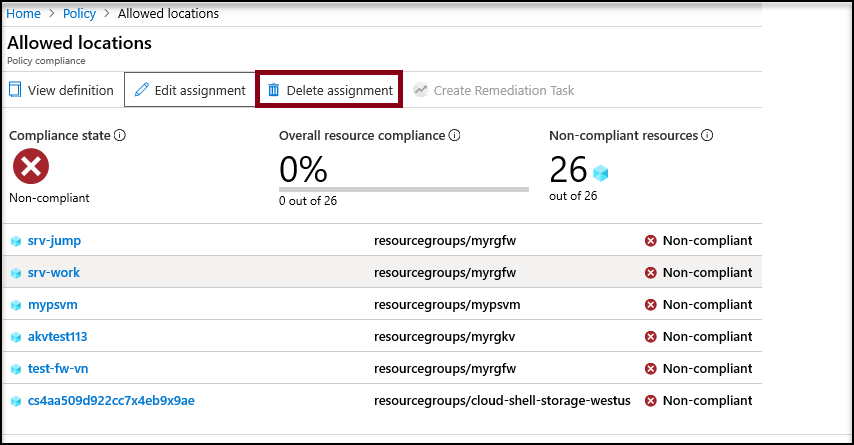 Home > Policy > Allowed locations
Allowed locations
Policy compliance
View definition Edit assignment Delete assignment Create Remediation Task
Compliance state Overall resource compliance Non-compliant resources
0% 26
Non-compliant 0 out of 26 out of 26
srv-jump resourcegroups/myrgfw Non-compliant
srv-work resourcegroups/myrgfw Non-compliant
mypsvm resourcegroups/mypsvm Non-compliant
akvtest113 resourcegroups/myrgkv Non-compliant
test-fw-vn resourcegroups/myrgfw Non-compliant
cs4aa509d922cc7x4eb9x9ae resourcegroups/cloud-shell-storage-westus Non-compliant